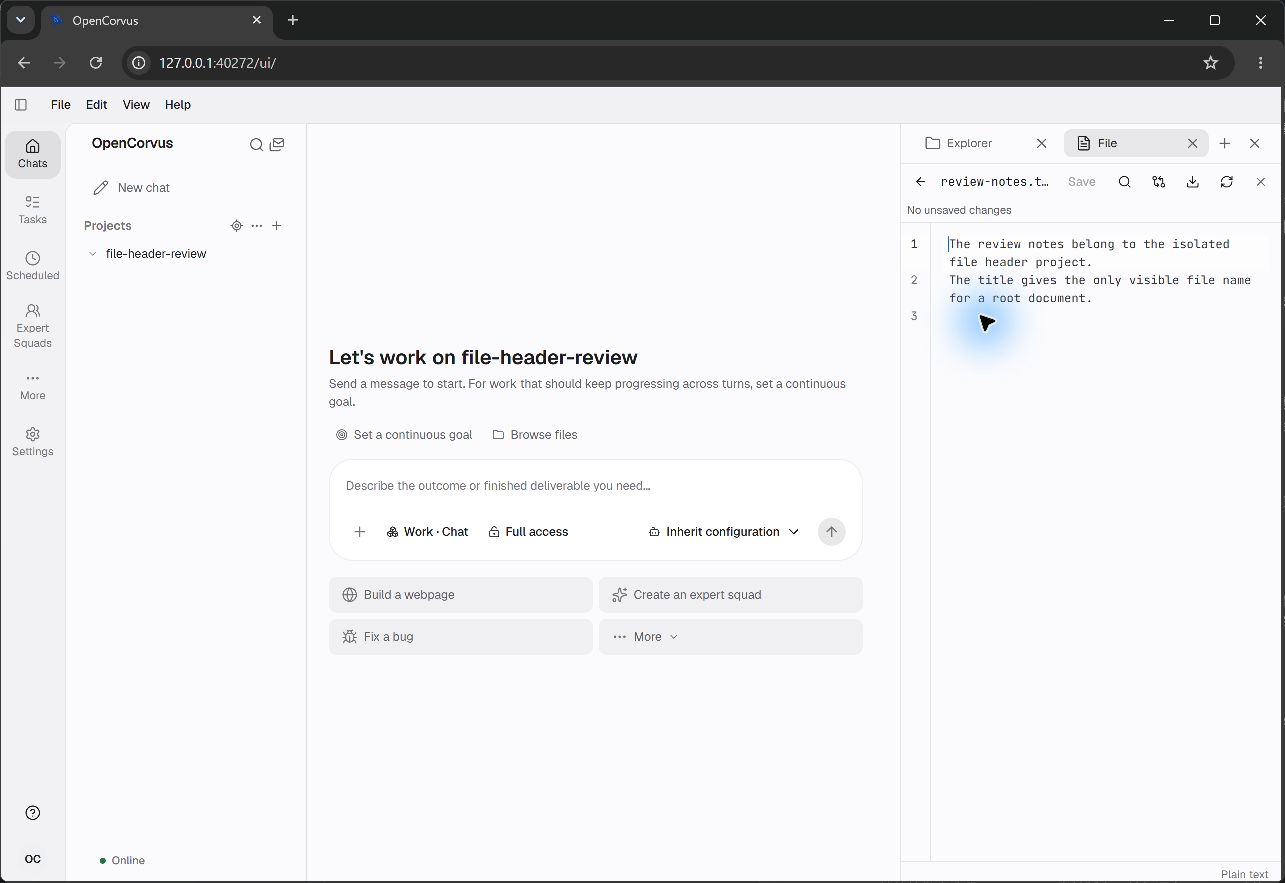 OpenCorvus
127.0.0.1:40272/ui/
File Edit View Help
Chats
Tasks
Scheduled
Expert
Squads
More
Settings
OC
OpenCorvus
New chat
Projects
file-header-review
Online
Let's work on file-header-review
Send a message to start. For work that should keep progressing across turns, set a continuous
goal.
Set a continuous goal Browse files
Describe the outcome or finished deliverable you need...
Work · Chat Full access Inherit configuration
Build a webpage Create an expert squad
Fix a bug More
Explorer File
review-notes.t... Save
No unsaved changes
1 The review notes belong to the isolated
file header project.
2 The title gives the only visible file name
for a root document.
3
Plain text